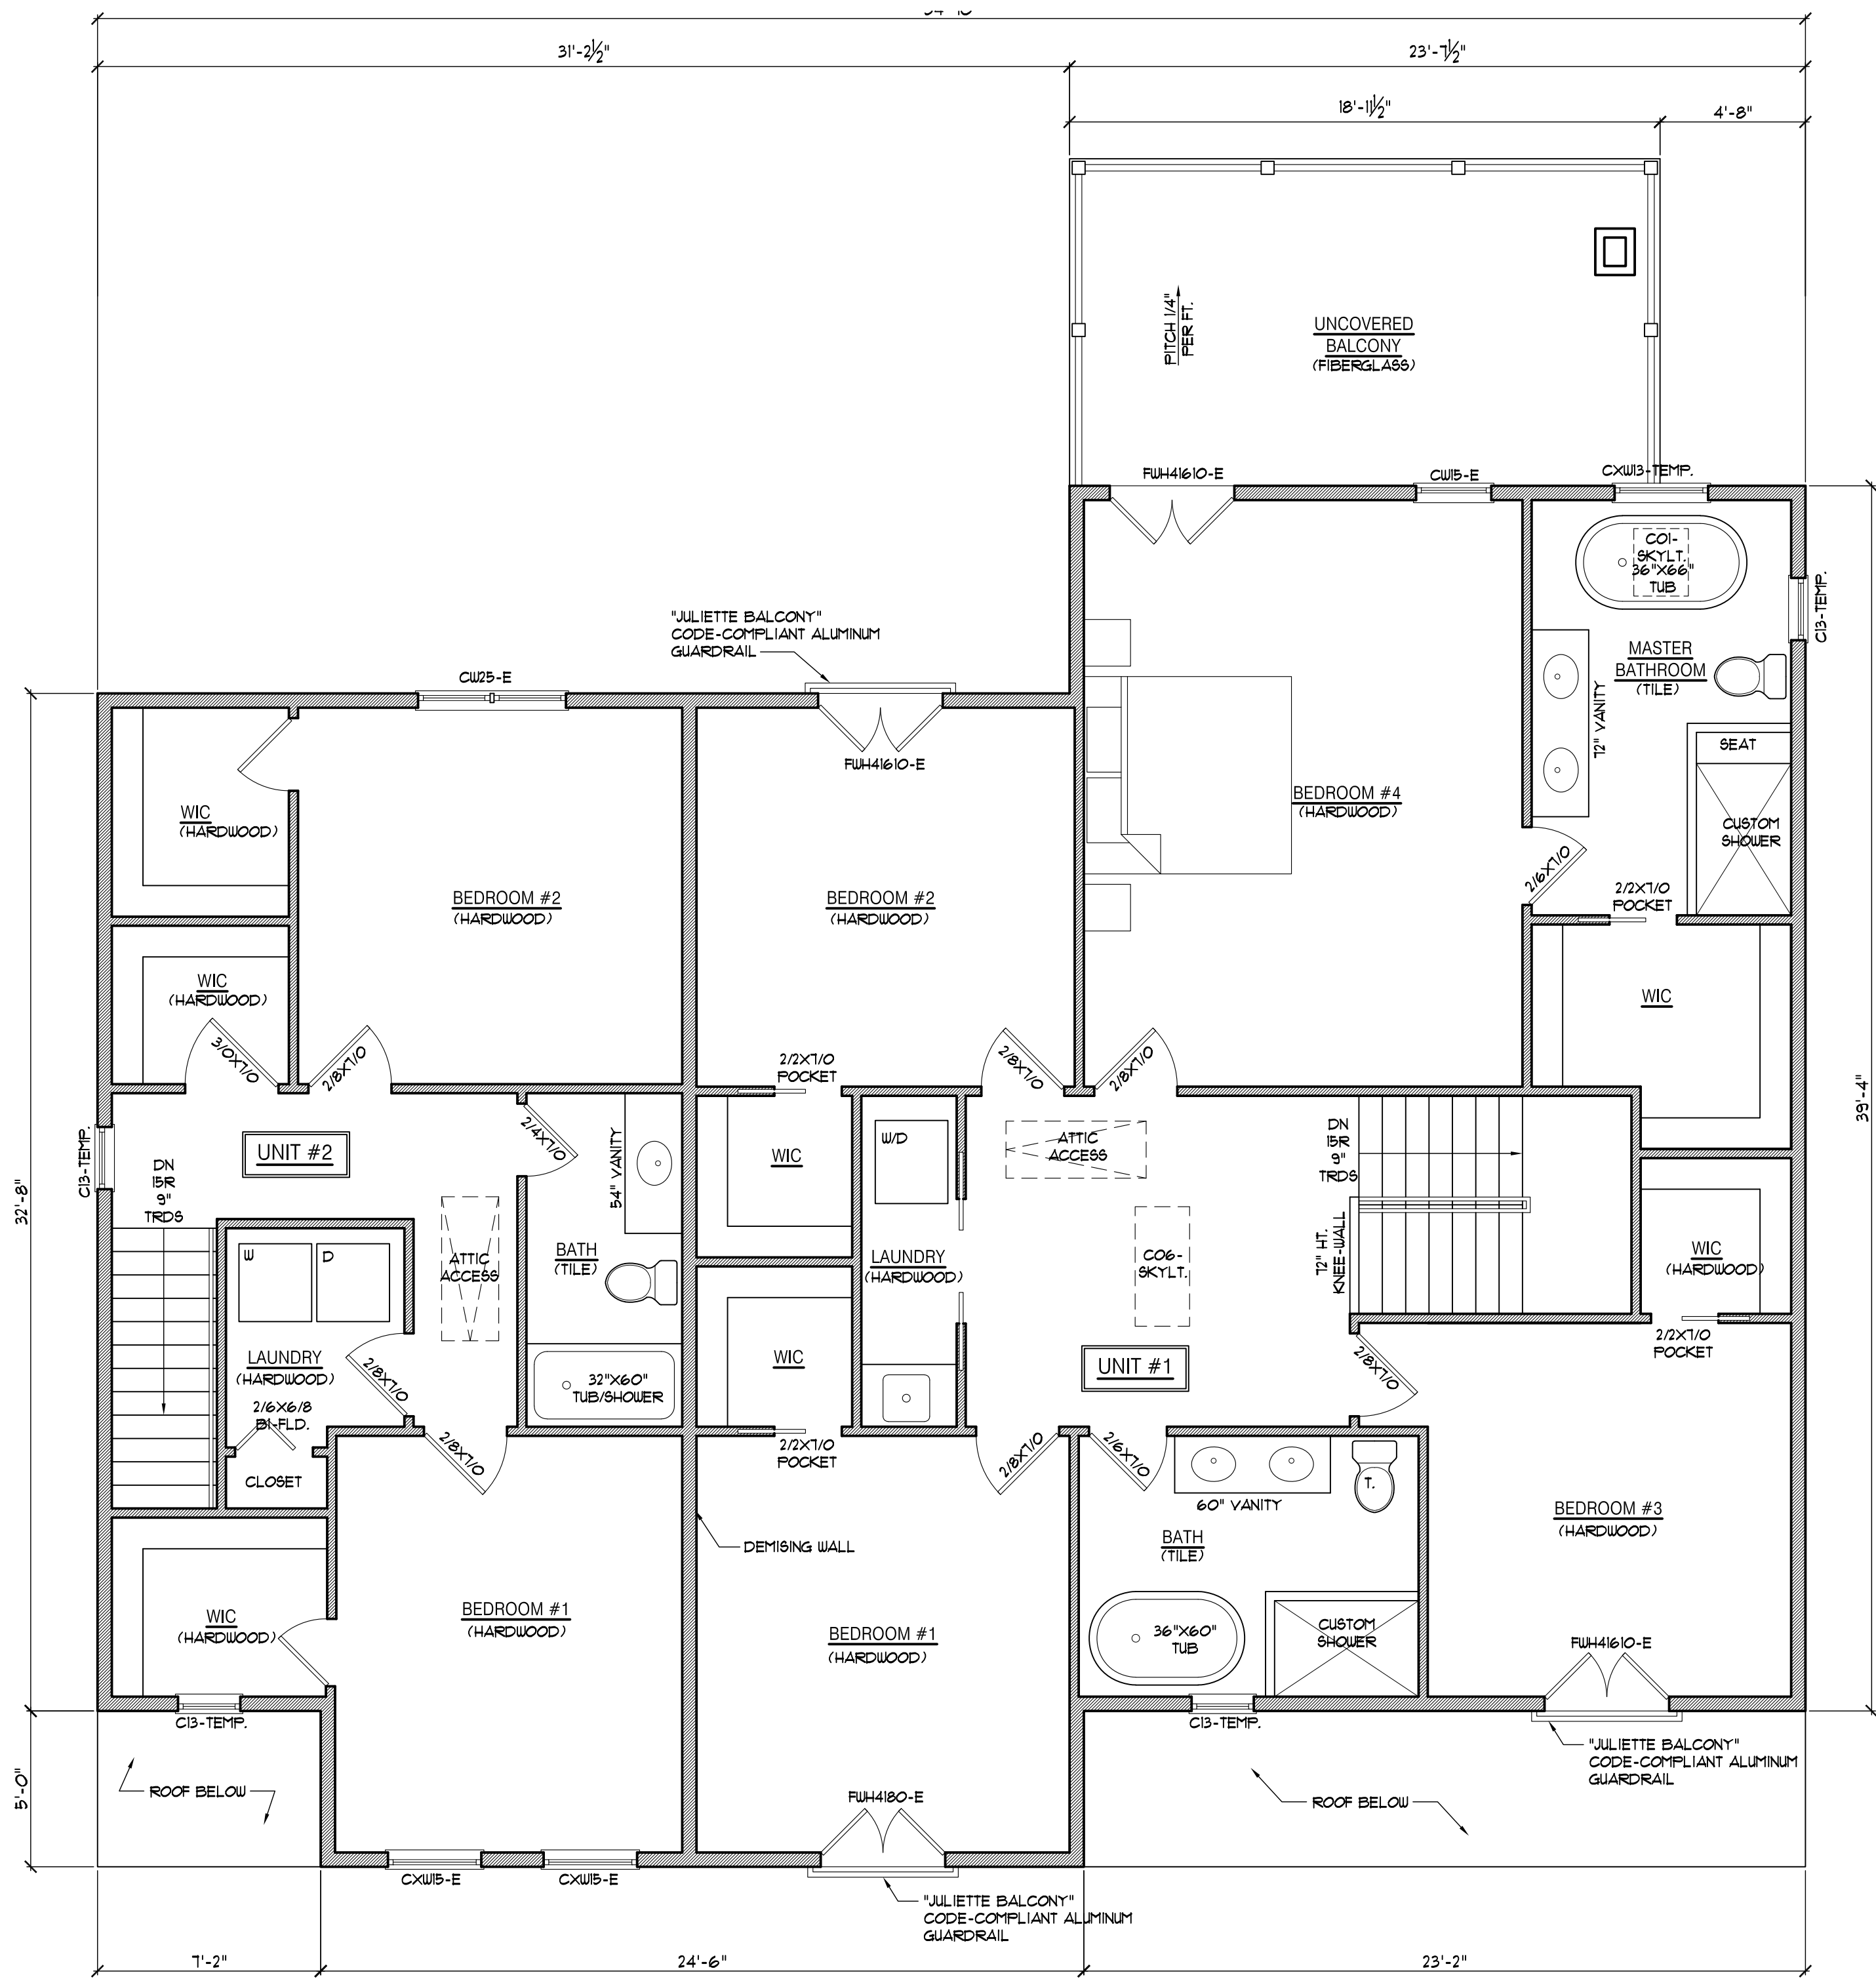 31'-2½"
23'-7½"
18'-11½"
4'-8"
PITCH 1/4"
PER FT.
UNCOVERED
BALCONY
(FIBERGLASS)
FWH41610-E
CW15-E
CXW13-TEMP.
C01-
SKYLT.
36"X66"
TUB
C13-TEMP.
"JULIETTE BALCONY"
CODE-COMPLIANT ALUMINUM
GUARDRAIL
MASTER
BATHROOM
(TILE)
72" VANITY
SEAT
CUSTOM
SHOWER
CW25-E
FWH41610-E
WIC
(HARDWOOD)
BEDROOM #2
(HARDWOOD)
BEDROOM #2
(HARDWOOD)
BEDROOM #4
(HARDWOOD)
2/6X7/0
2/2X7/0
POCKET
WIC
(HARDWOOD)
WIC
3/0X7/0
2/8X7/0
2/2X7/0
POCKET
2/8X7/0
2/8X7/0
39'-4"
32'-8"
C13-TEMP.
UNIT #2
DN
15R
9"
TRDS
2/4X7/0
54" VANITY
WIC
W/D
ATTIC
ACCESS
DN
15R
9"
TRDS
W
D
ATTIC
ACCESS
BATH
(TILE)
LAUNDRY
(HARDWOOD)
C06-
SKYLT.
72" HT.
KNEE-WALL
WIC
(HARDWOOD)
LAUNDRY
(HARDWOOD)
2/8X7/0
32"X60"
TUB/SHOWER
WIC
UNIT #1
2/8X7/0
2/2X7/0
POCKET
2/6X6/8
BI-FLD.
CLOSET
2/8X7/0
2/2X7/0
POCKET
2/8X7/0
2/6X7/0
60" VANITY
T.
BEDROOM #3
(HARDWOOD)
DEMISING WALL
BATH
(TILE)
WIC
(HARDWOOD)
BEDROOM #1
(HARDWOOD)
BEDROOM #1
(HARDWOOD)
36"X60"
TUB
CUSTOM
SHOWER
FWH41610-E
C13-TEMP.
C13-TEMP.
"JULIETTE BALCONY"
CODE-COMPLIANT ALUMINUM
GUARDRAIL
5'-0"
ROOF BELOW
FWH4180-E
ROOF BELOW
CXW15-E
CXW15-E
"JULIETTE BALCONY"
CODE-COMPLIANT ALUMINUM
GUARDRAIL
7'-2"
24'-6"
23'-2"